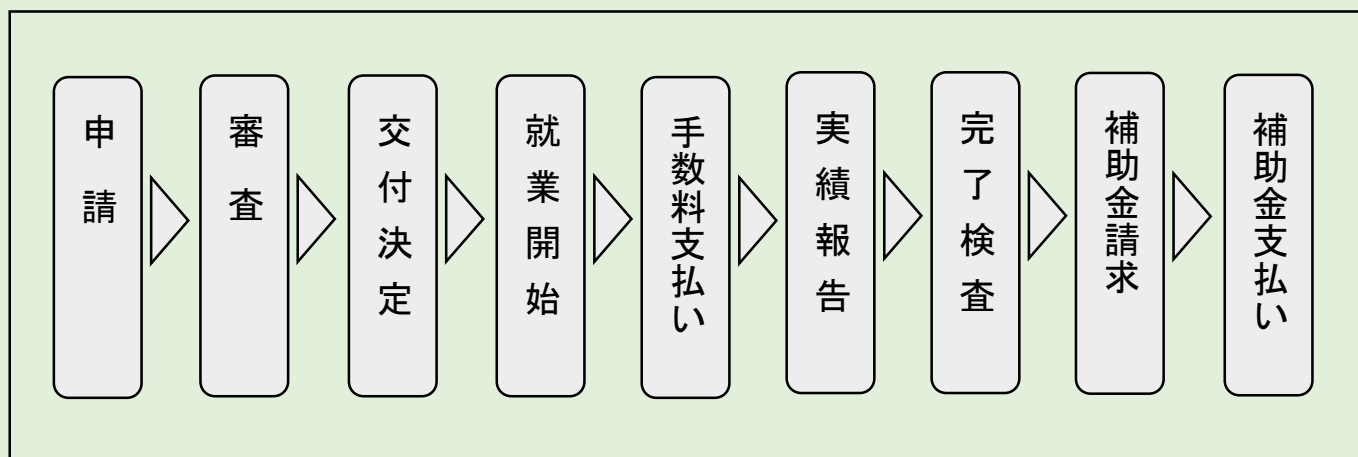 申請
審査
交付決定
就業開始
手数料支払い
実績報告
完了検査
補助金請求
補助金支払い